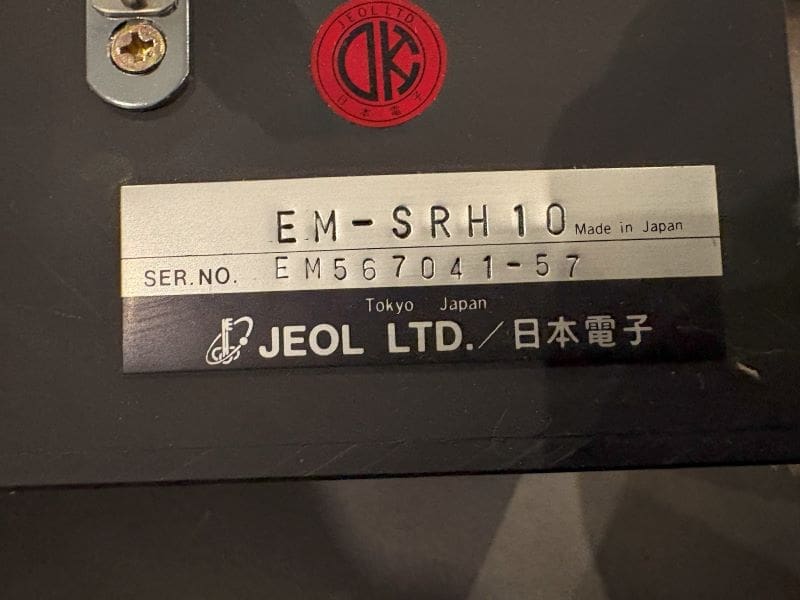 JEOL LTD.
OK
日本電子
EM-SRH10 Made in Japan
SER.NO. EM567041-57
Tokyo Japan
JEOL LTD./日本電子